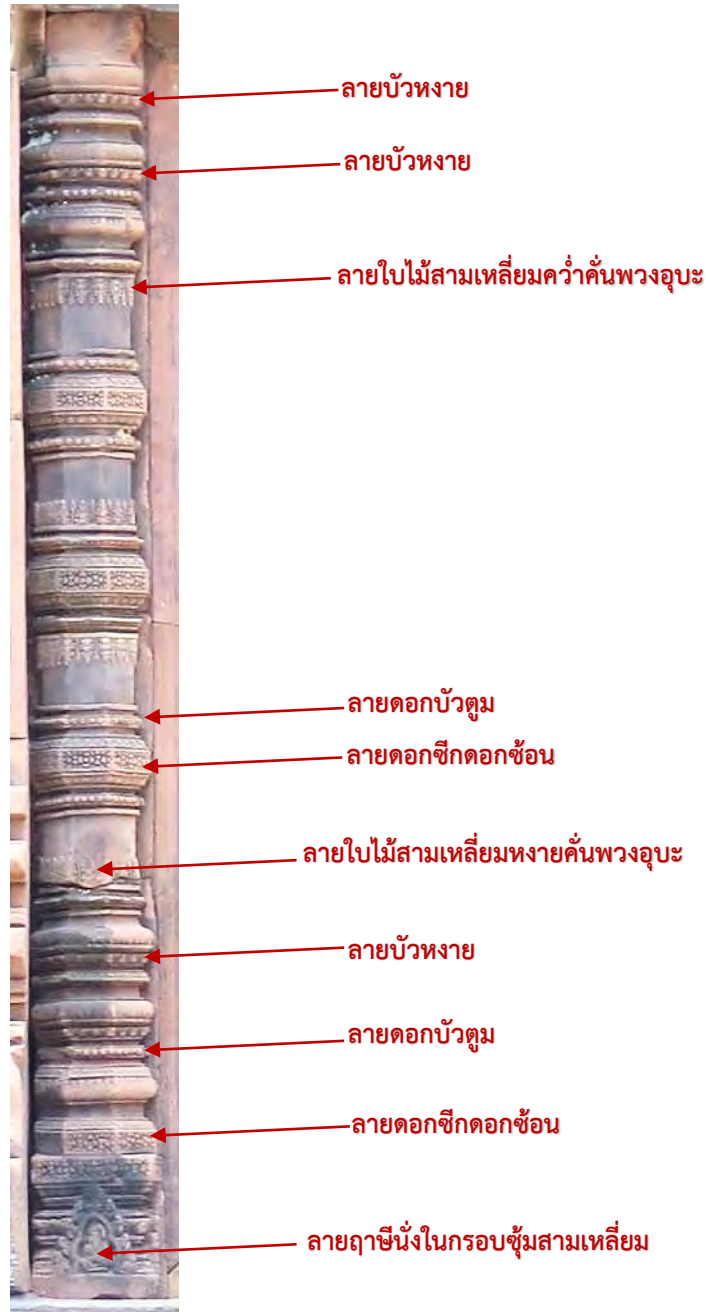 ลายบัวหงาย
ลายบัวหงาย
ลายใบไม้สามเหลี่ยมคว่ำคั่นพวงอุบะ
ลายดอกบัวตูม
ลายดอกซีกดอกซ้อน
ลายใบไม้สามเหลี่ยมหงายคั่นพวงอุบะ
ลายบัวหงาย
ลายดอกบัวตูม
ลายดอกซีกดอกซ้อน
ลายฤาษีนั่งในกรอบซุ้มสามเหลี่ยม